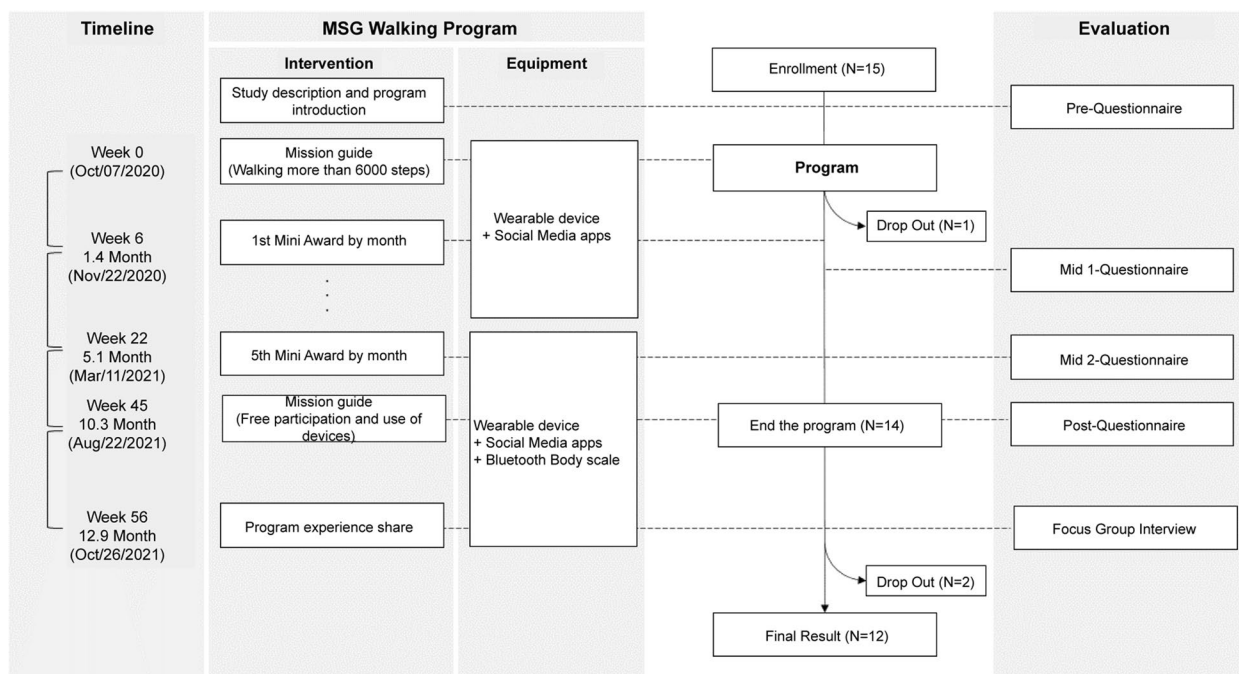 Timeline
MSG Walking Program
Evaluation
Intervention
Equipment
Enrollment (N=15)
Study description and program
introduction
Pre-Questionnaire
Week 0
(Oct/07/2020)
Mission guide
(Walking more than 6000 steps)
Program
Wearable device
+ Social Media apps
Drop Out (N=1)
Week 6
1.4 Month
(Nov/22/2020)
1st Mini Award by month
Mid 1-Questionnaire
.
.
.
Week 22
5.1 Month
(Mar/11/2021)
5th Mini Award by month
Mid 2-Questionnaire
Week 45
10.3 Month
(Aug/22/2021)
Mission guide
(Free participation and use of
devices)
Wearable device
+ Social Media apps
+ Bluetooth Body scale
End the program (N=14)
Post-Questionnaire
Week 56
12.9 Month
(Oct/26/2021)
Program experience share
Focus Group Interview
Drop Out (N=2)
Final Result (N=12)